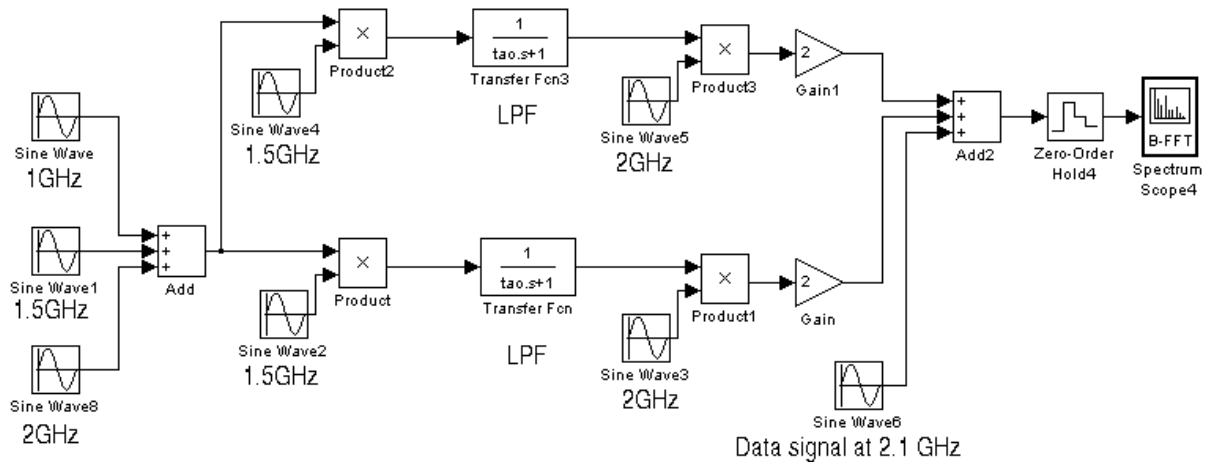 1
tao.s+1
Transfer Fcn3
LPF
×
Product2
Sine Wave4
1.5GHz
×
Product3
Sine Wave5
2GHz
2
Gain1
Sine Wave
1GHz
Sine Wave1
1.5GHz
Sine Wave8
2GHz
+
+
+
Add
×
Product
Sine Wave2
1.5GHz
1
tao.s+1
Transfer Fcn
LPF
×
Product1
Sine Wave3
2GHz
2
Gain
Sine Wave6
Data signal at 2.1 GHz
+
+
+
Add2
Zero-Order
Hold4
B-FFT
Spectrum
Scope4